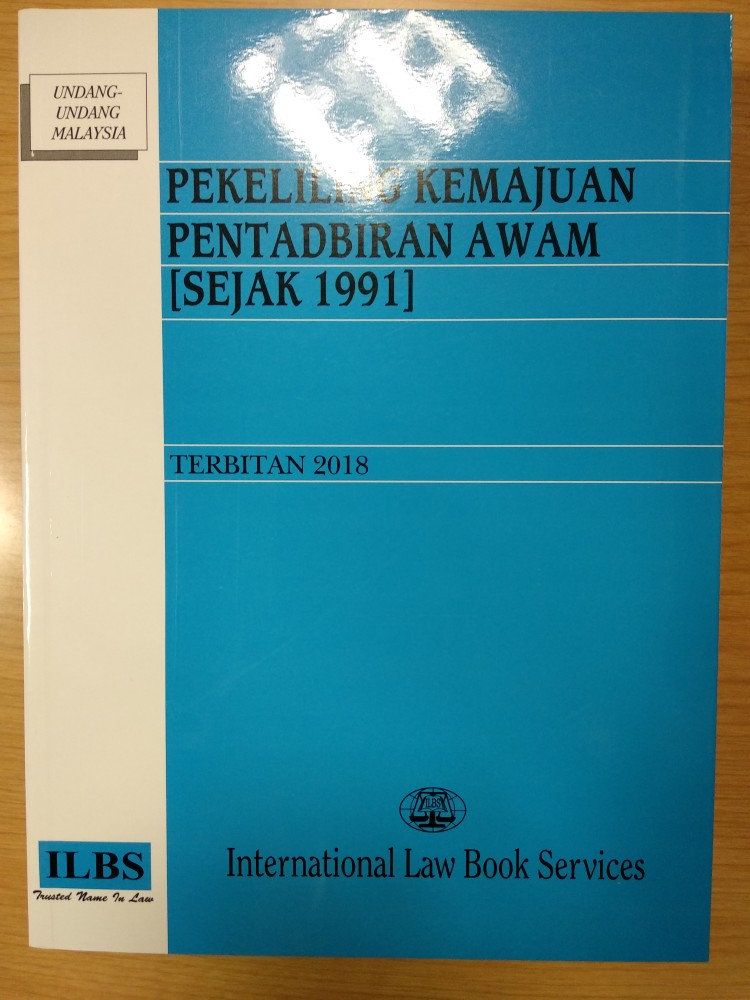 UNDANG-
UNDANG
MALAYSIA
PEKELILING KEMAJUAN
PENTADBIRAN AWAM
[SEJAK 1991]
TERBITAN 2018
ILBS
International Law Book Services
ILBS
Trusted Name In Law